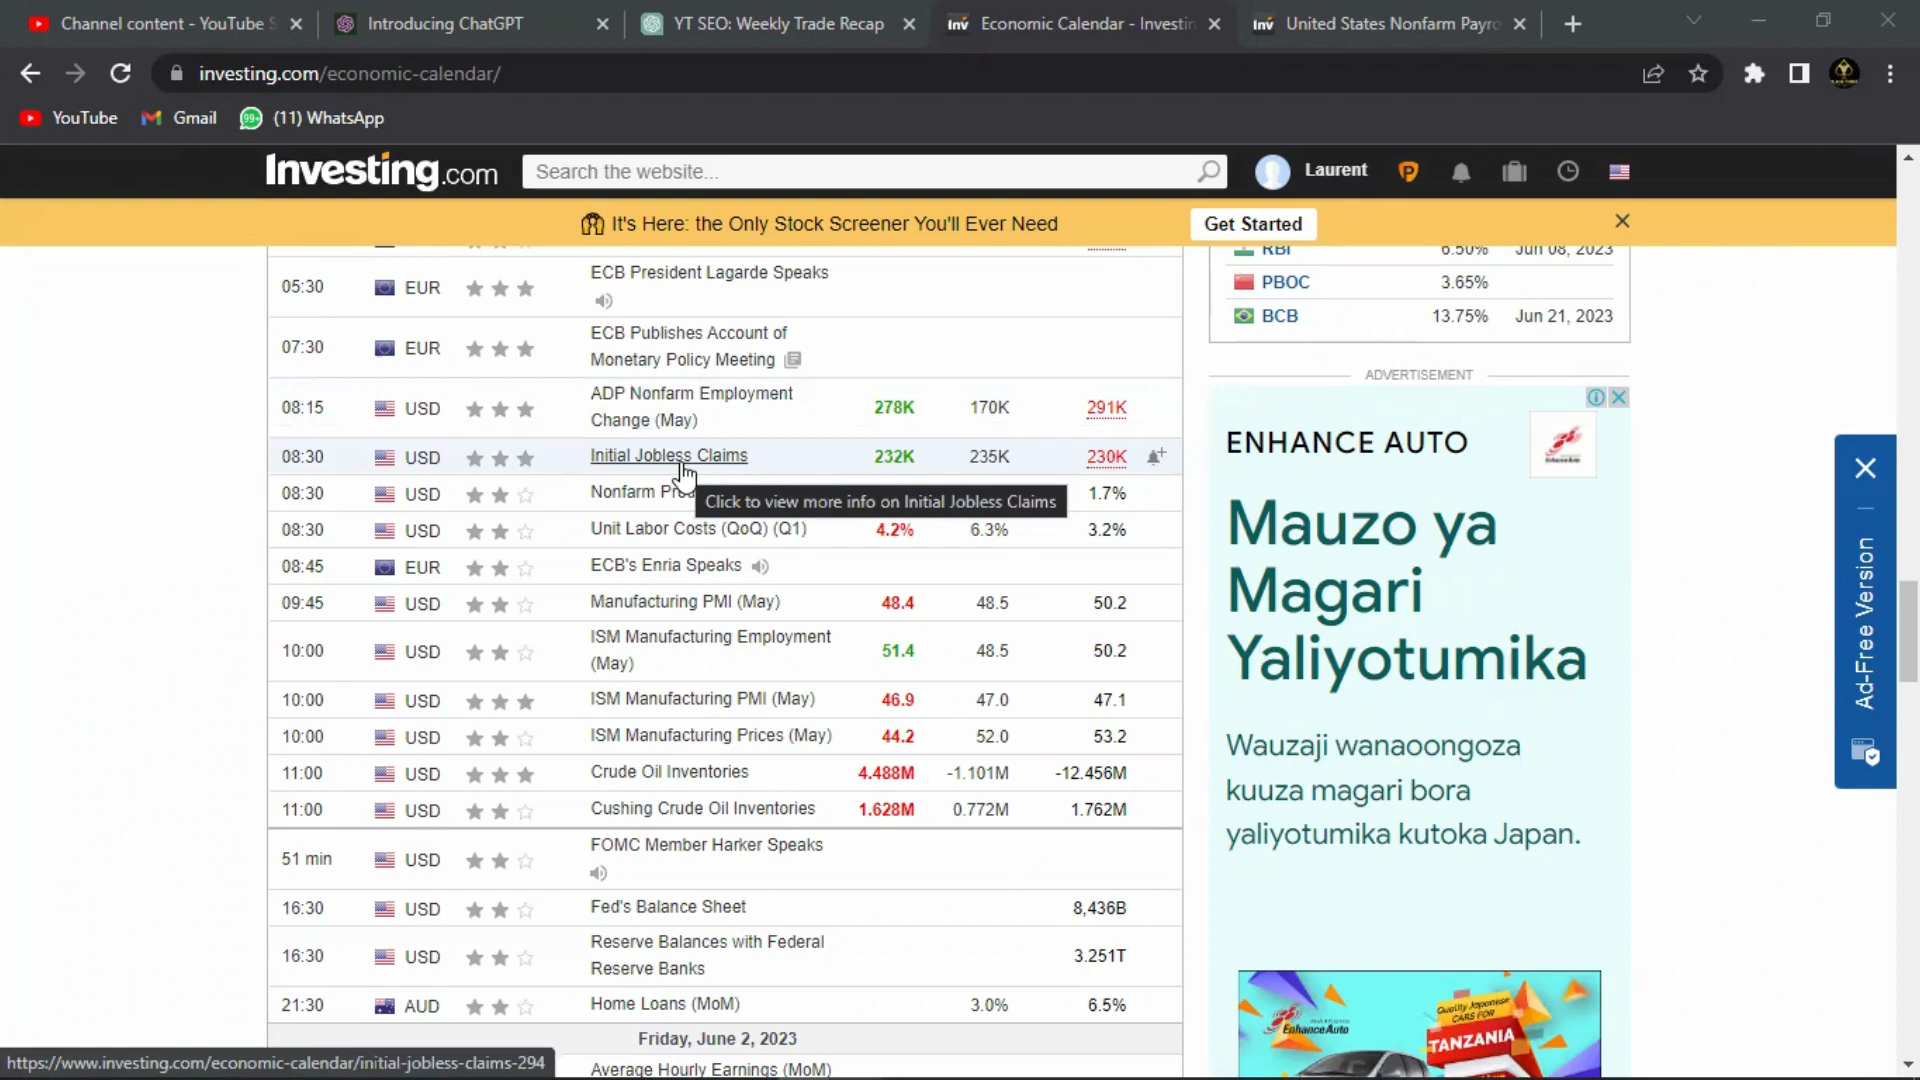 Channel content - YouTube S
Introducing ChatGPT
YT SEO: Weekly Trade Recap
Inv Economic Calendar - Investin
Inv United States Nonfarm Payro
investing.com/economic-calendar/
YouTube
Gmail
99+ (11) WhatsApp
Investing.com
Search the website...
Laurent
It's Here: the Only Stock Screener You'll Ever Need
Get Started
05:30 EUR ECB President Lagarde Speaks
07:30 EUR ECB Publishes Account of
Monetary Policy Meeting
08:15 USD ADP Nonfarm Employment
Change (May) 278K 170K 291K
08:30 USD Initial Jobless Claims 232K 235K 230K
08:30 USD Nonfarm 1.7%
Click to view more info on Initial Jobless Claims
08:30 USD Unit Labor Costs (QoQ) (Q1) 4.2% 6.3% 3.2%
08:45 EUR ECB's Enria Speaks
09:45 USD Manufacturing PMI (May) 48.4 48.5 50.2
10:00 USD ISM Manufacturing Employment
(May) 51.4 48.5 50.2
10:00 USD ISM Manufacturing PMI (May) 46.9 47.0 47.1
10:00 USD ISM Manufacturing Prices (May) 44.2 52.0 53.2
11:00 USD Crude Oil Inventories 4.488M -1.101M -12.456M
11:00 USD Cushing Crude Oil Inventories 1.628M 0.772M 1.762M
51 min USD FOMC Member Harker Speaks
16:30 USD Fed's Balance Sheet 8,436B
16:30 USD Reserve Balances with Federal
Reserve Banks 3.251T
21:30 AUD Home Loans (MoM) 3.0% 6.5%
Friday, June 2, 2023
Average Hourly Earnings (MoM)
https://www.investing.com/economic-calendar/initial-jobless-claims-294
RBI 6.50% Jun 08, 2023
PBOC 3.65%
BCB 13.75% Jun 21, 2023
ADVERTISEMENT
ENHANCE AUTO
Mauzo ya
Magari
Yaliyotumika
Wauzaji wanaoongoza
kuuza magari bora
yaliyotumika kutoka Japan.
EnhanceAuto
Quality Japanese
CARS FOR
TANZANIA
Ad-Free Version